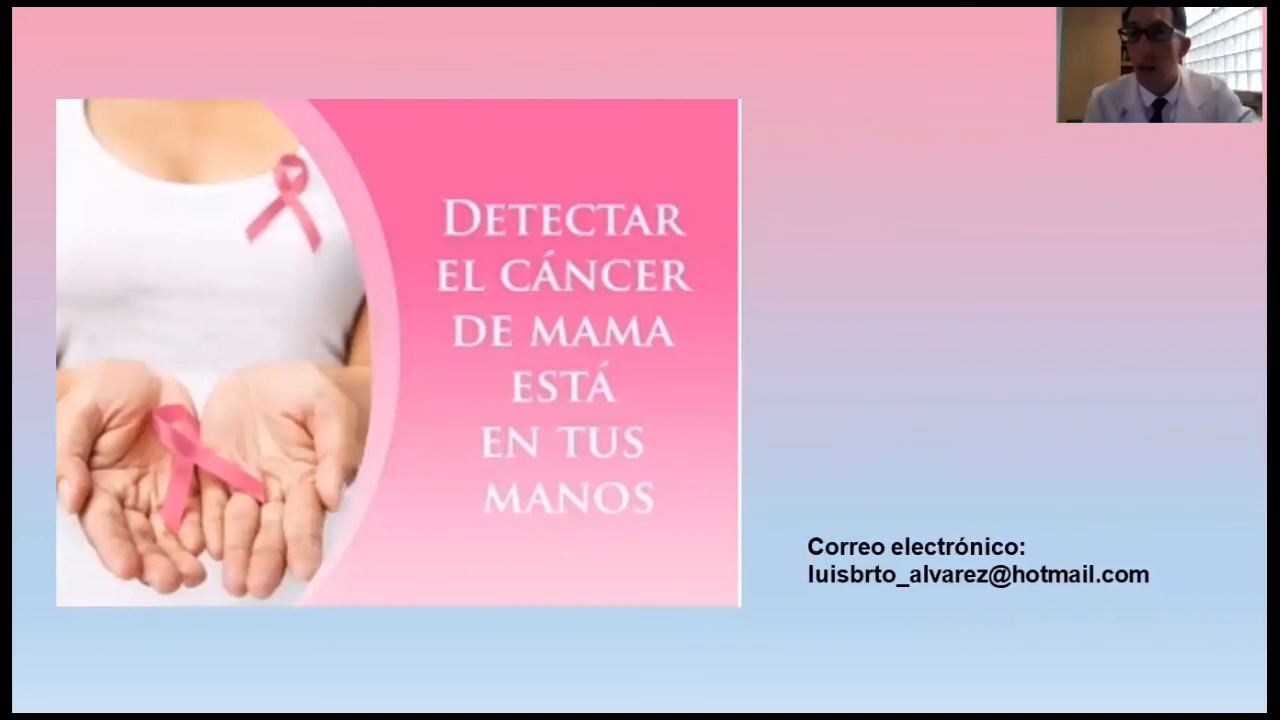 DETECTAR
EL CÁNCER
DE MAMA
ESTÁ
EN TUS
MANOS
Correo electrónico:
luisbrto_alvarez@hotmail.com